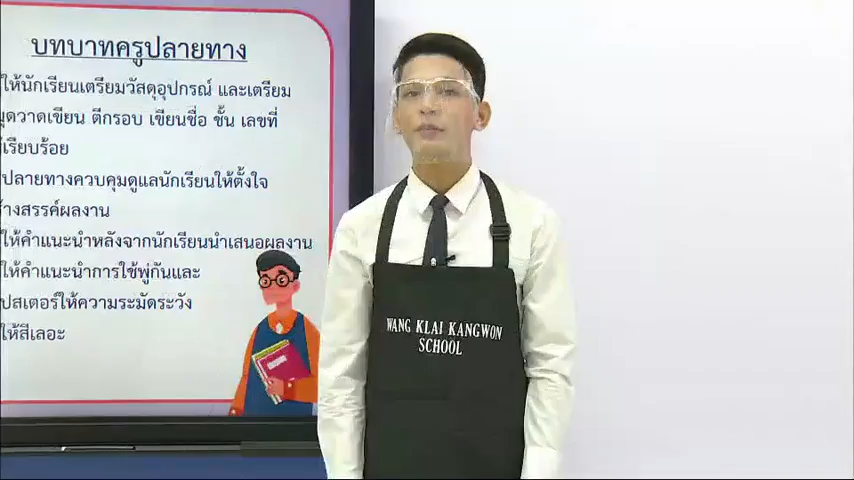 บทบาทครูปลายทาง
ให้นักเรียนเตรียมวัสดุอุปกรณ์ และเตรียม
วาดเขียน ตีกรอบ เขียนชื่อ ชั้น เลขที่
เรียบร้อย
ปลายทางควบคุมดูแลนักเรียนให้ตั้งใจ
สร้างสรรค์ผลงาน
ให้คำแนะนำหลังจากนักเรียนนำเสนอผลงาน
ให้คำแนะนำการใช้พู่กันและ
ปสเตอร์ให้ความระมัดระวัง
ให้สีเลอะ
WANG KLAI KANGWON
SCHOOL